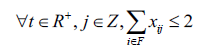 ∀t ∈ R⁺, j ∈ Z, ∑_{i∈F} x_{ij} ≤ 2